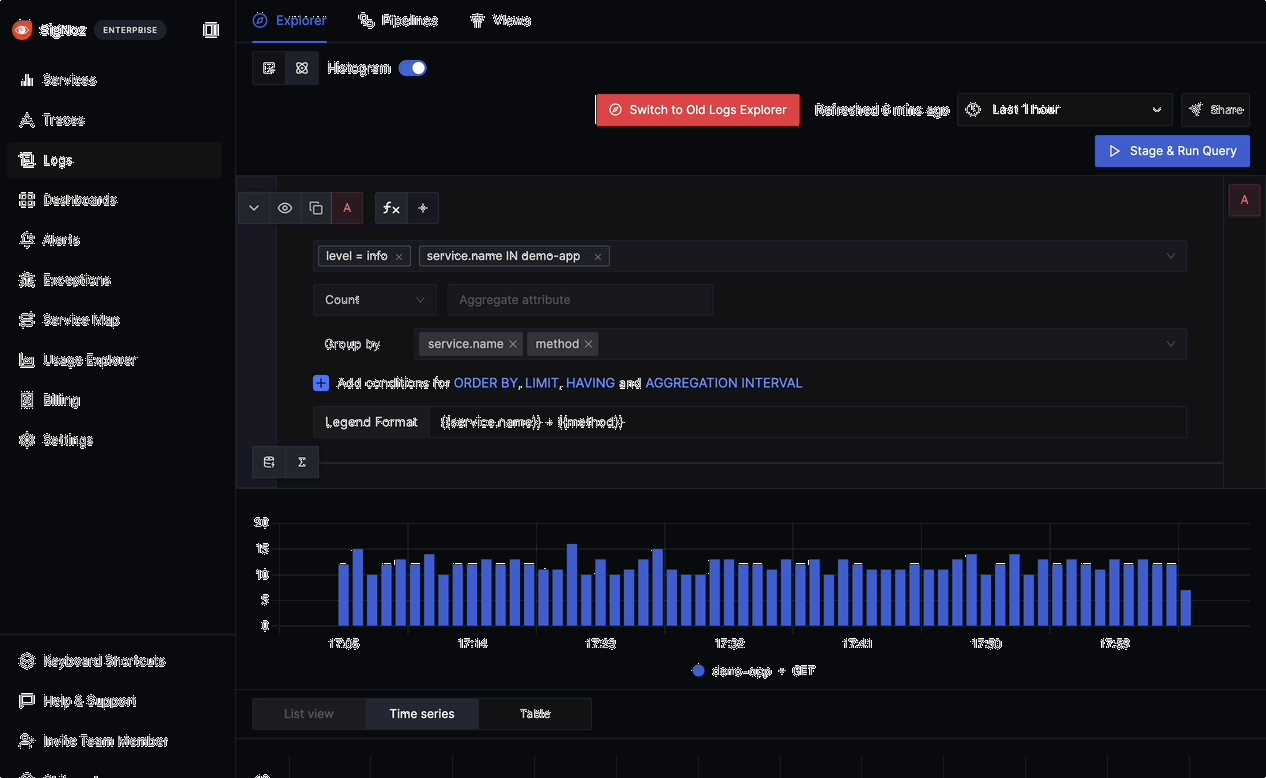 SigNoz ENTERPRISE
Services
Traces
Logs
Dashboards
Alerts
Exceptions
Service Map
Usage Explorer
Billing
Settings
Keyboard Shortcuts
Help & Support
Invite Team Member
Explorer Pipelines Views
Histogram
Switch to Old Logs Explorer Refreshed 6 mins ago Last 1 hour Share
Stage & Run Query
A A
level = info service.name IN demo-app
Count Aggregate attribute
Group by service.name method
Add conditions for ORDER BY, LIMIT, HAVING and AGGREGATION INTERVAL
Legend Format {{service.name}} + {{method}}
20
15
10
5
0
17:05 17:14 17:23 17:32 17:41 17:50 17:59
demo-app + GET
List view Time series Table